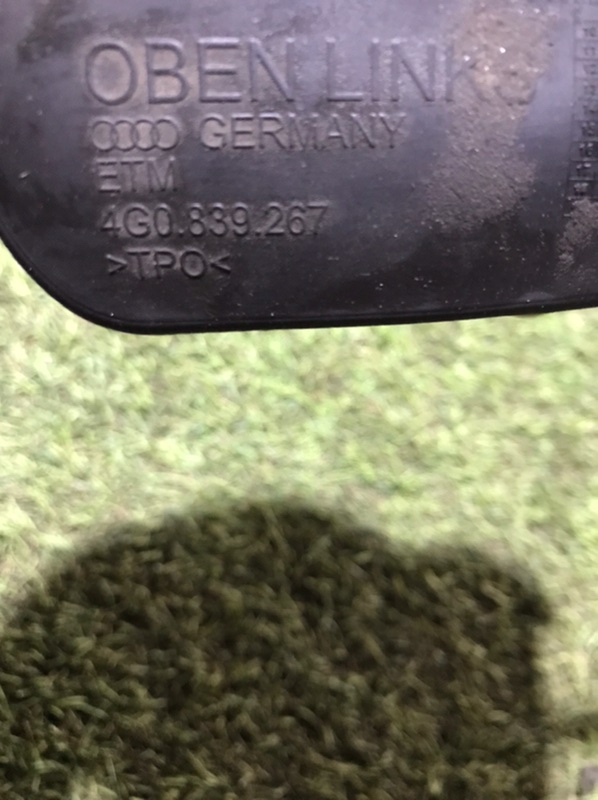 OBEN LINKS
GERMANY
ETM
4G0.839.267
>TPO<